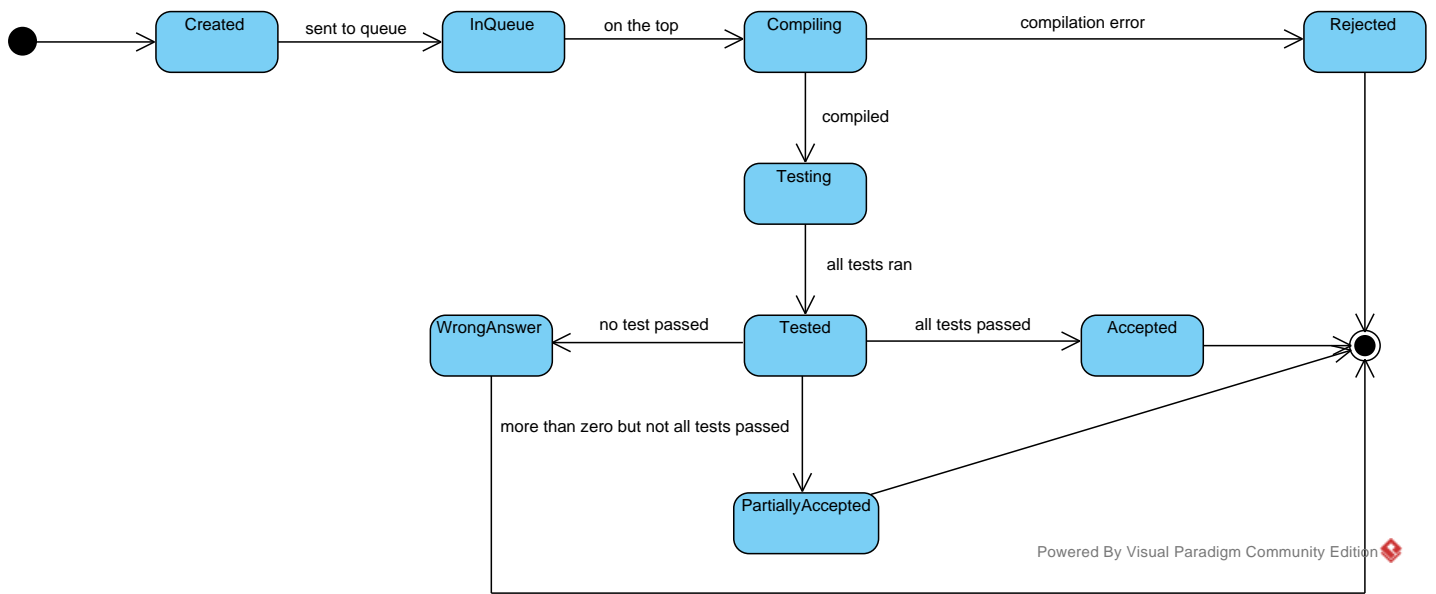 Created
sent to queue
InQueue
on the top
Compiling
compilation error
Rejected
compiled
Testing
all tests ran
WrongAnswer
no test passed
Tested
all tests passed
Accepted
more than zero but not all tests passed
PartiallyAccepted
Powered By Visual Paradigm Community Edition